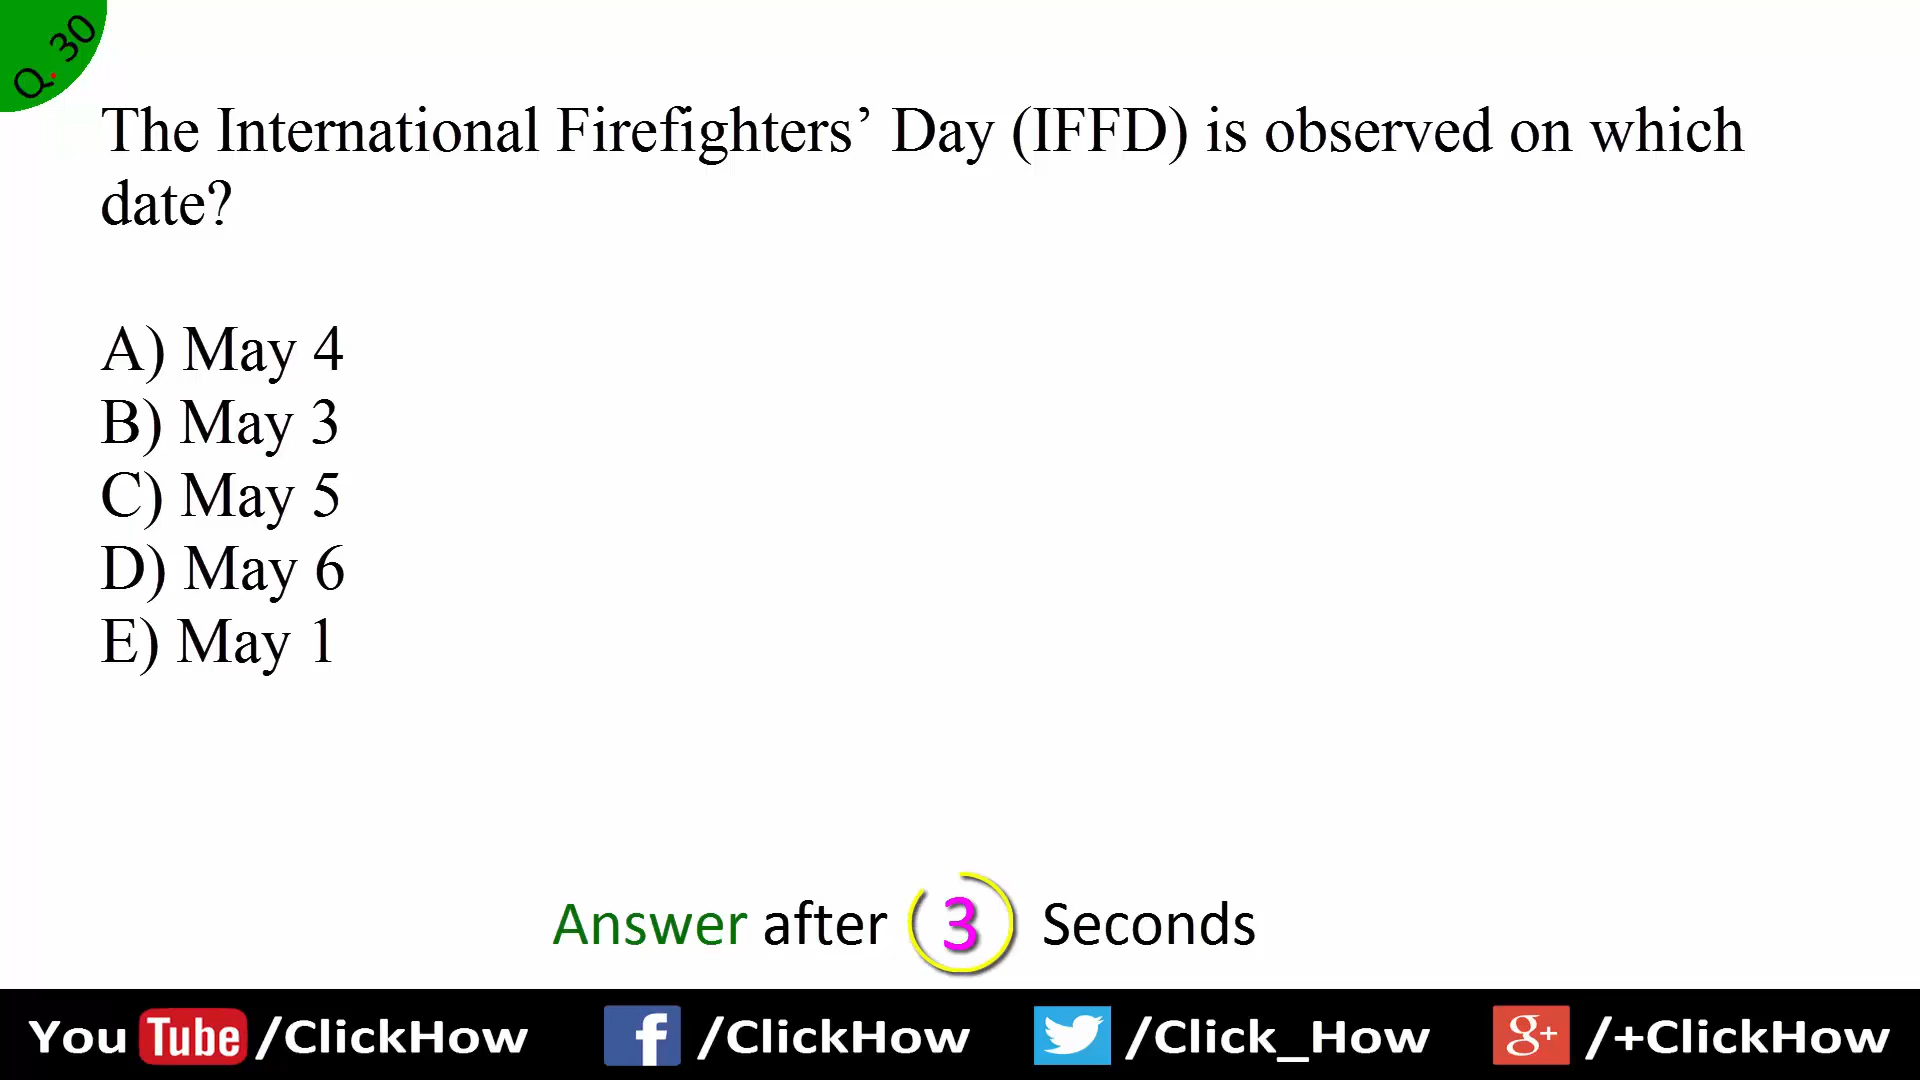 Q. 30
The International Firefighters’ Day (IFFD) is observed on which
date?
A) May 4
B) May 3
C) May 5
D) May 6
E) May 1
Answer after 3 Seconds
You Tube /ClickHow f /ClickHow /Click_How g+ /+ClickHow